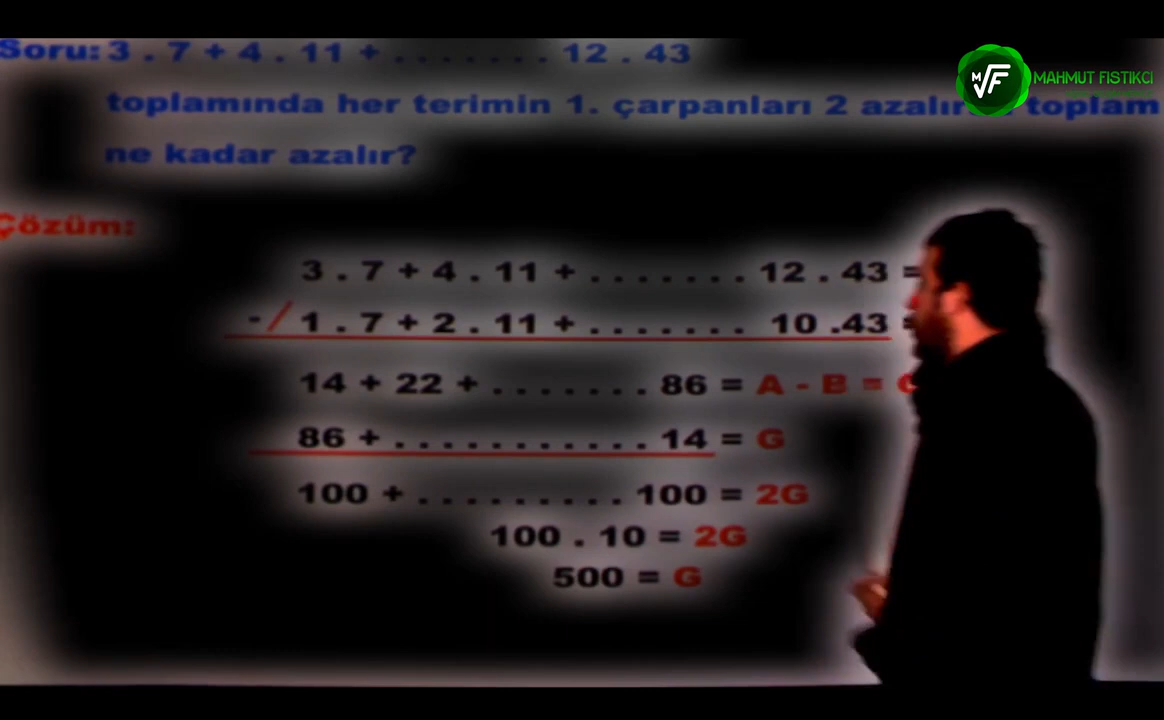 Soru: 3 . 7 + 4 . 11 + . . . . . . . 12 . 43
MAHMUT FISTIKCI
toplamında her terimin 1. çarpanları 2 toplam
ne kadar azalır?
Çözüm:
3 . 7 + 4 . 11 + . . . . . . . 12 . 43 =
- / 1 . 7 + 2 . 11 + . . . . . . . 10 .43 =
14 + 22 + . . . . . . . 86 = A - B = G
86 + . . . . . . . . . . . 14 = G
100 + . . . . . . . . . 100 = 2G
100 . 10 = 2G
500 = G